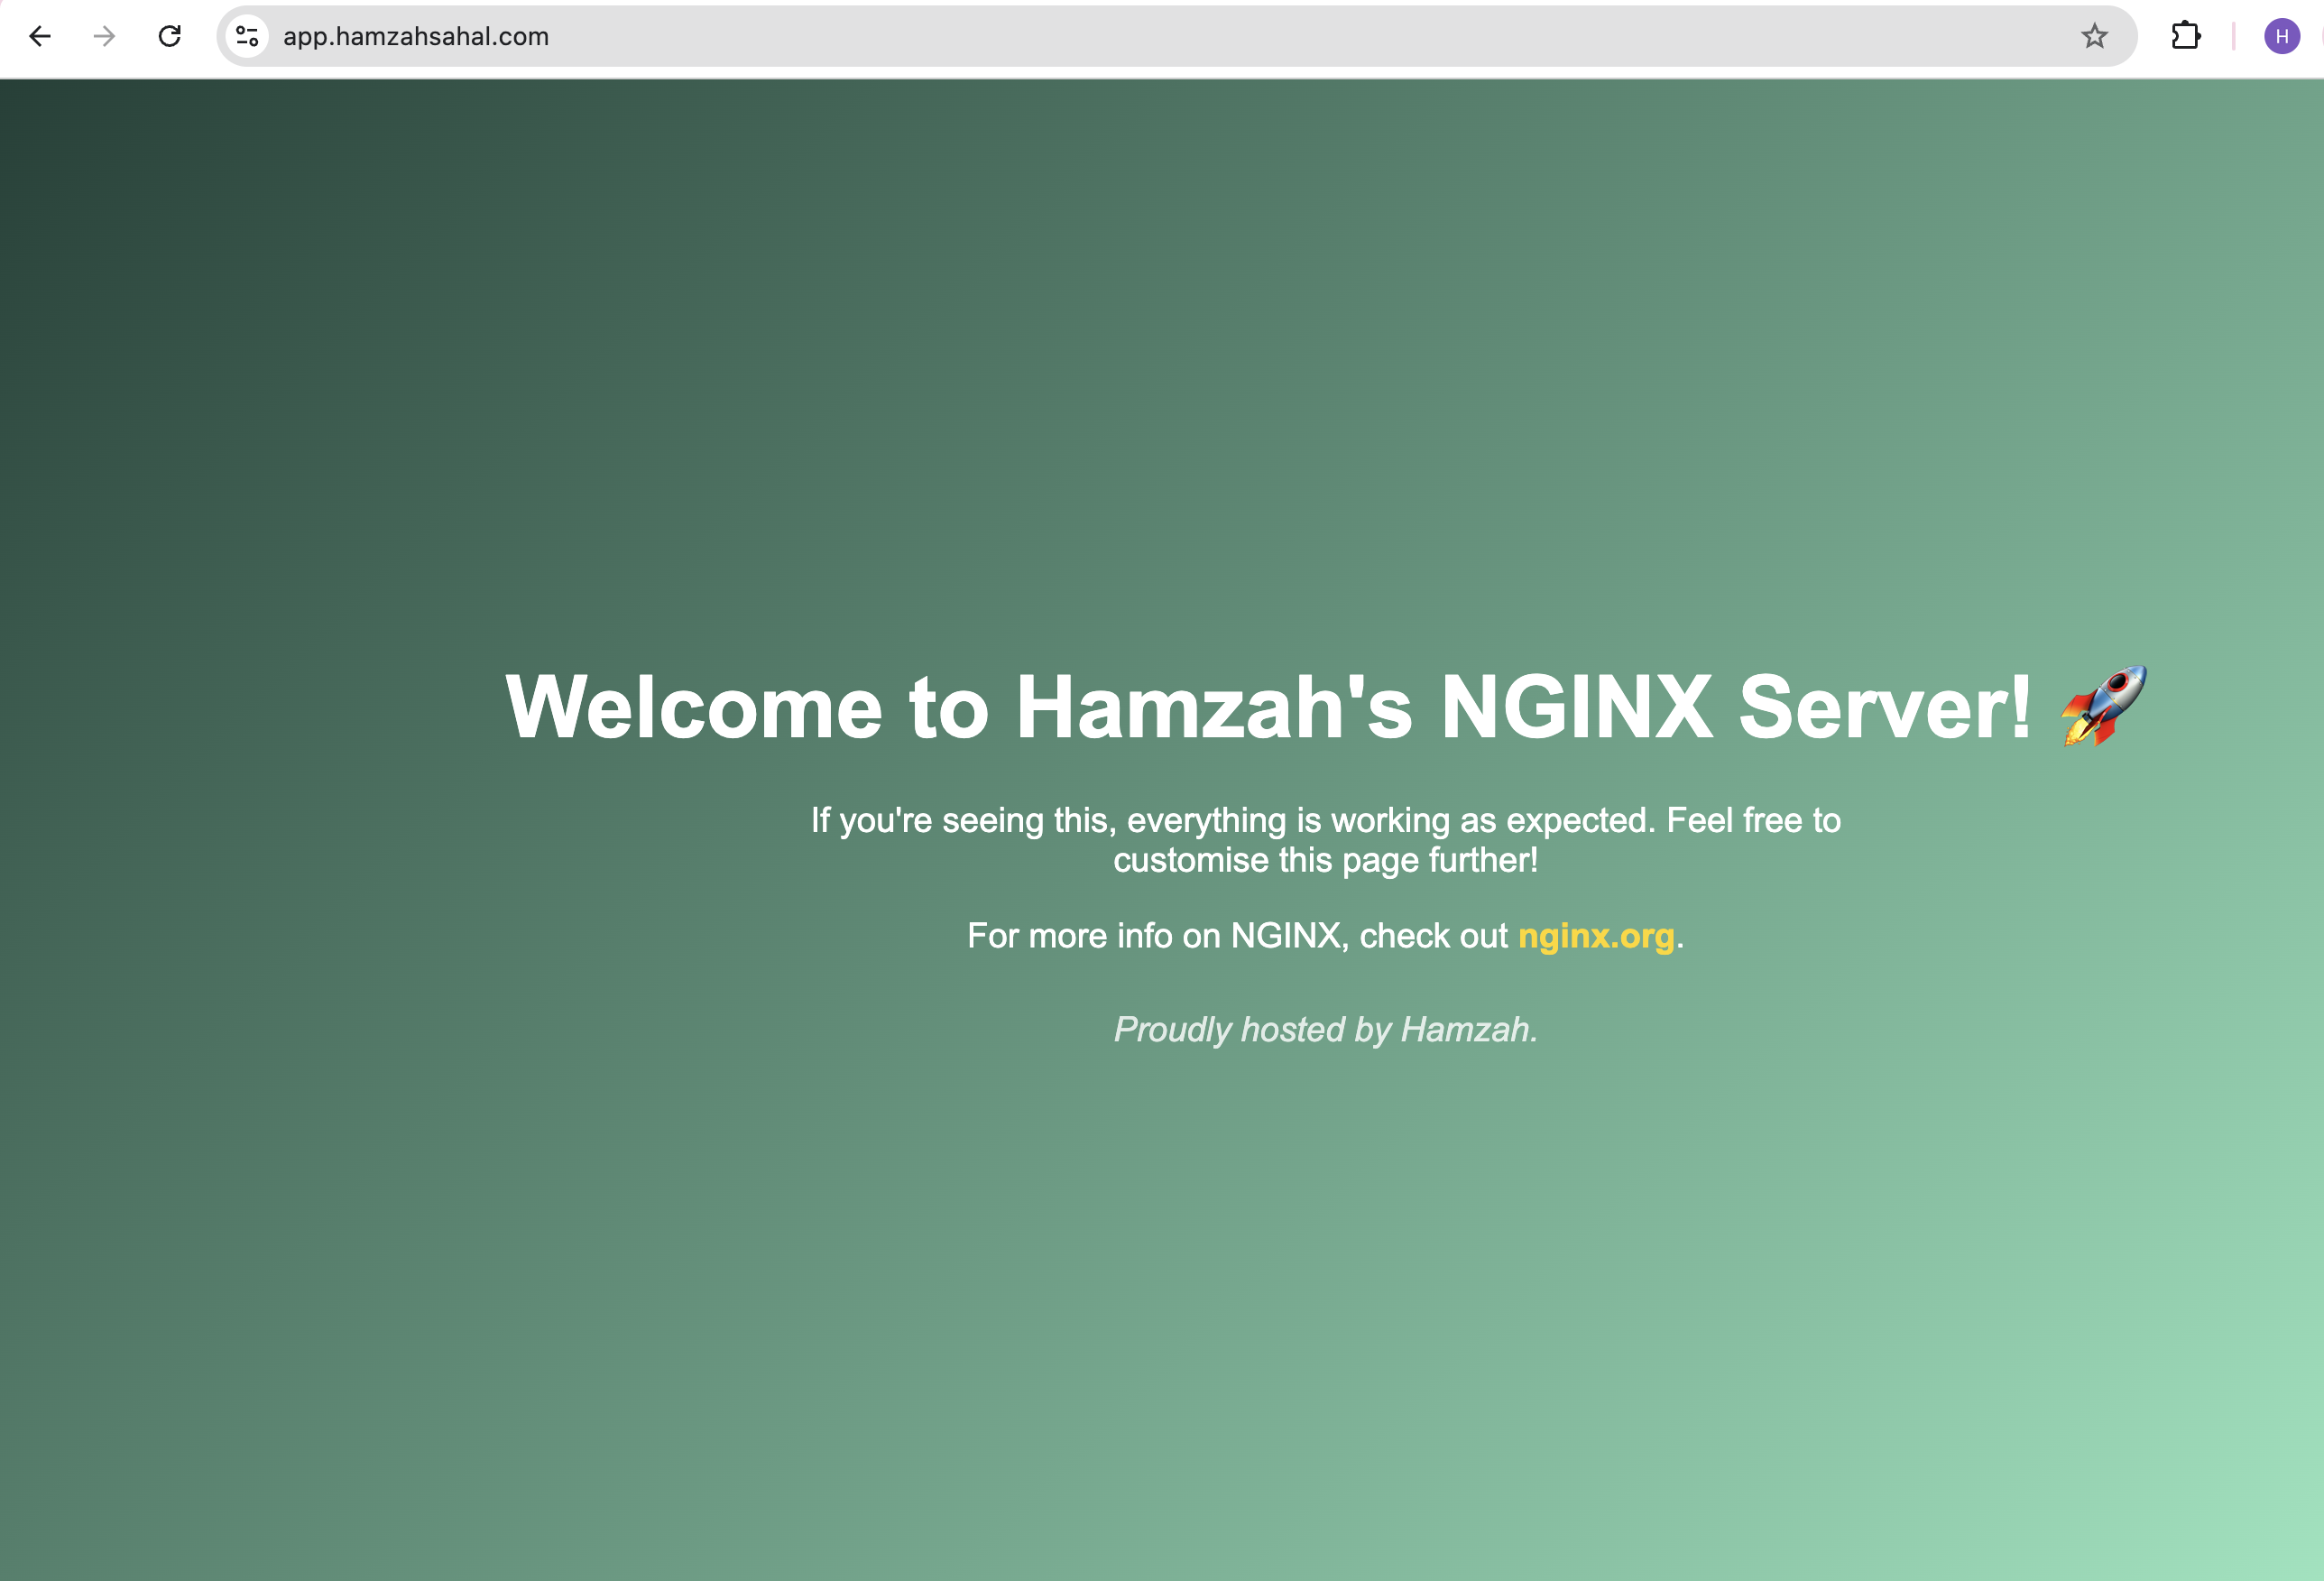 app.hamzahsahal.com
H
Welcome to Hamzah's NGINX Server! 🚀
If you're seeing this, everything is working as expected. Feel free to
customise this page further!
For more info on NGINX, check out nginx.org.
Proudly hosted by Hamzah.